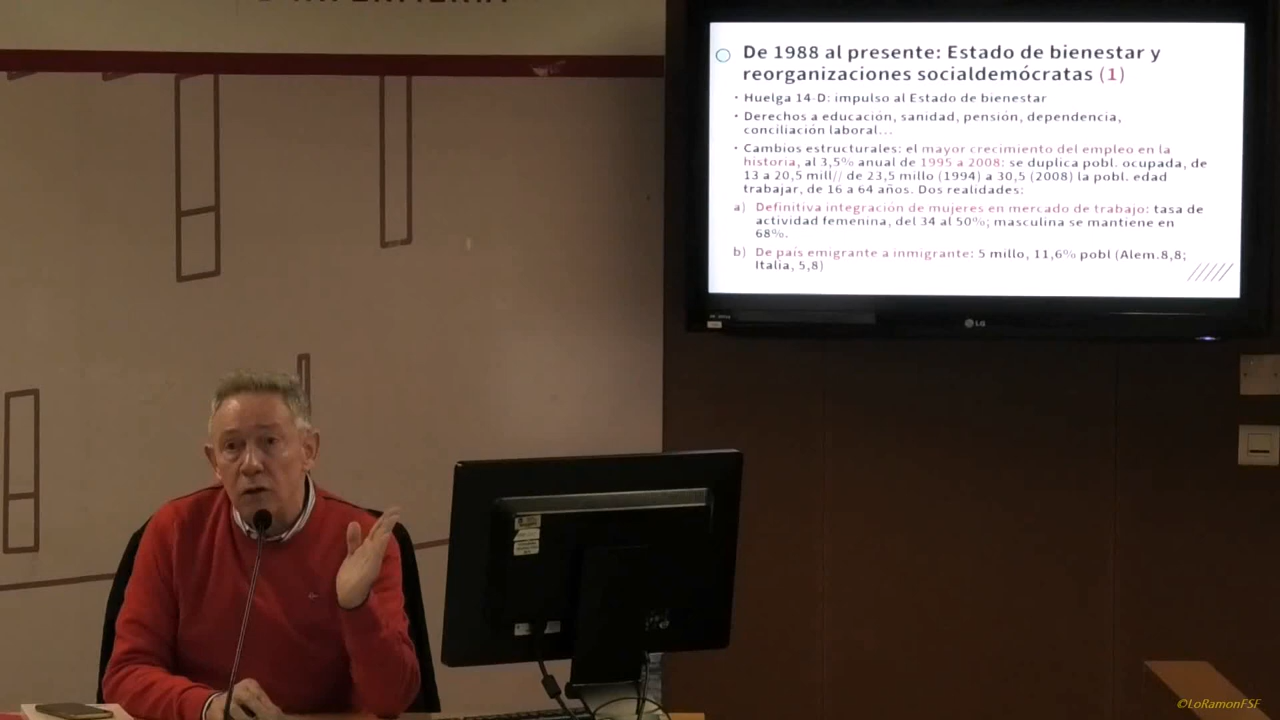 De 1988 al presente: Estado de bienestar y
reorganizaciones socialdemócratas (1)
• Huelga 14-D: impulso al Estado de bienestar
• Derechos a educación, sanidad, pensión, dependencia,
conciliación laboral...
• Cambios estructurales: el mayor crecimiento del empleo en la
historia, al 3,5% anual de 1995 a 2008: se duplica pobl. ocupada, de
13 a 20,5 mill// de 23,5 millo (1994) a 30,5 (2008) la pobl. edad
trabajar, de 16 a 64 años. Dos realidades:
a) Definitiva integración de mujeres en mercado de trabajo: tasa de
actividad femenina, del 34 al 50%; masculina se mantiene en
68%.
b) De país emigrante a inmigrante: 5 millo, 11,6% pobl (Alem.8,8;
Italia, 5,8)
LG
©LoRamonFSF